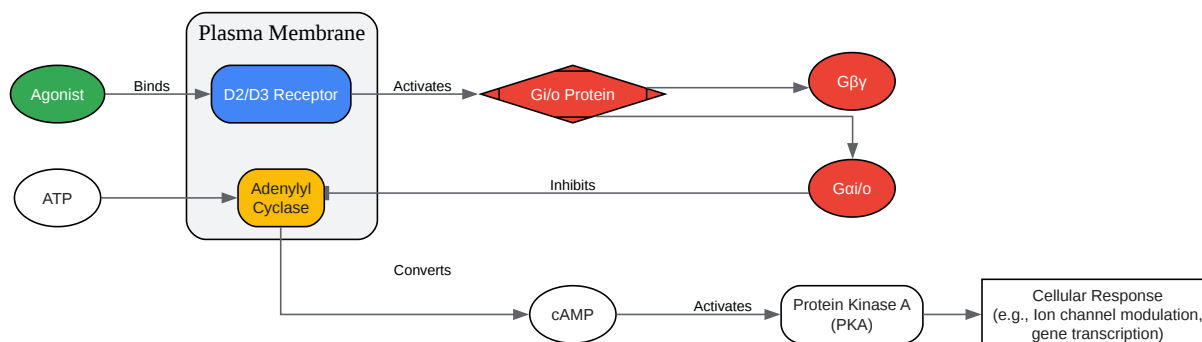 Plasma Membrane
Agonist
Binds
D2/D3 Receptor
Activates
Gi/o Protein
Gβγ
ATP
Adenylyl
Cyclase
Inhibits
Gαi/o
Converts
cAMP
Activates
Protein Kinase A
(PKA)
Cellular Response
(e.g., Ion channel modulation,
gene transcription)